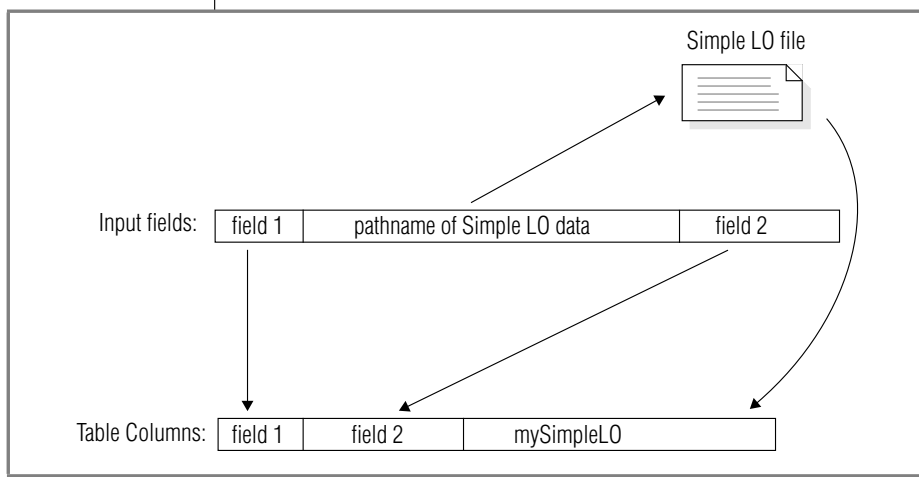 Simple LO file
Input fields: field 1 pathname of Simple LO data field 2
Table Columns: field 1 field 2 mySimpleLO